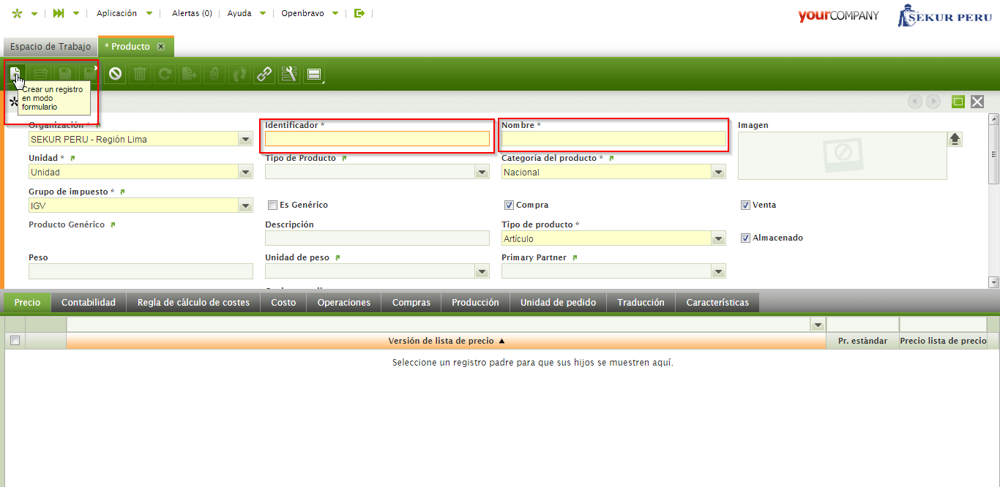 Aplicación
Alertas (0)
Ayuda
Openbravo
yourCOMPANY
SEKUR PERU
Espacio de Trabajo
* Producto
Crear un registro
en modo
formulario
Organización *
Identificador *
Nombre *
Imagen
SEKUR PERU - Región Lima
Unidad *
Tipo de Producto
Categoría del producto *
Unidad
Nacional
Grupo de impuesto *
IGV
Es Genérico
Compra
Venta
Producto Genérico
Descripción
Tipo de producto *
Artículo
Almacenado
Peso
Unidad de peso
Primary Partner
Precio
Contabilidad
Regla de cálculo de costes
Costo
Operaciones
Compras
Producción
Unidad de pedido
Traducción
Características
Versión de lista de precio
Pr. estándar
Precio lista de precio
Seleccione un registro padre para que sus hijos se muestren aquí.